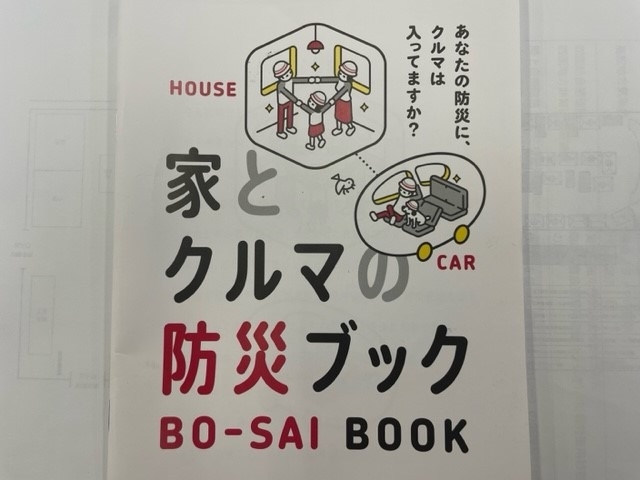 あなたの防災に、
クルマは
入ってますか？
HOUSE
CAR
家と
クルマの
防災ブック
BO-SAI BOOK